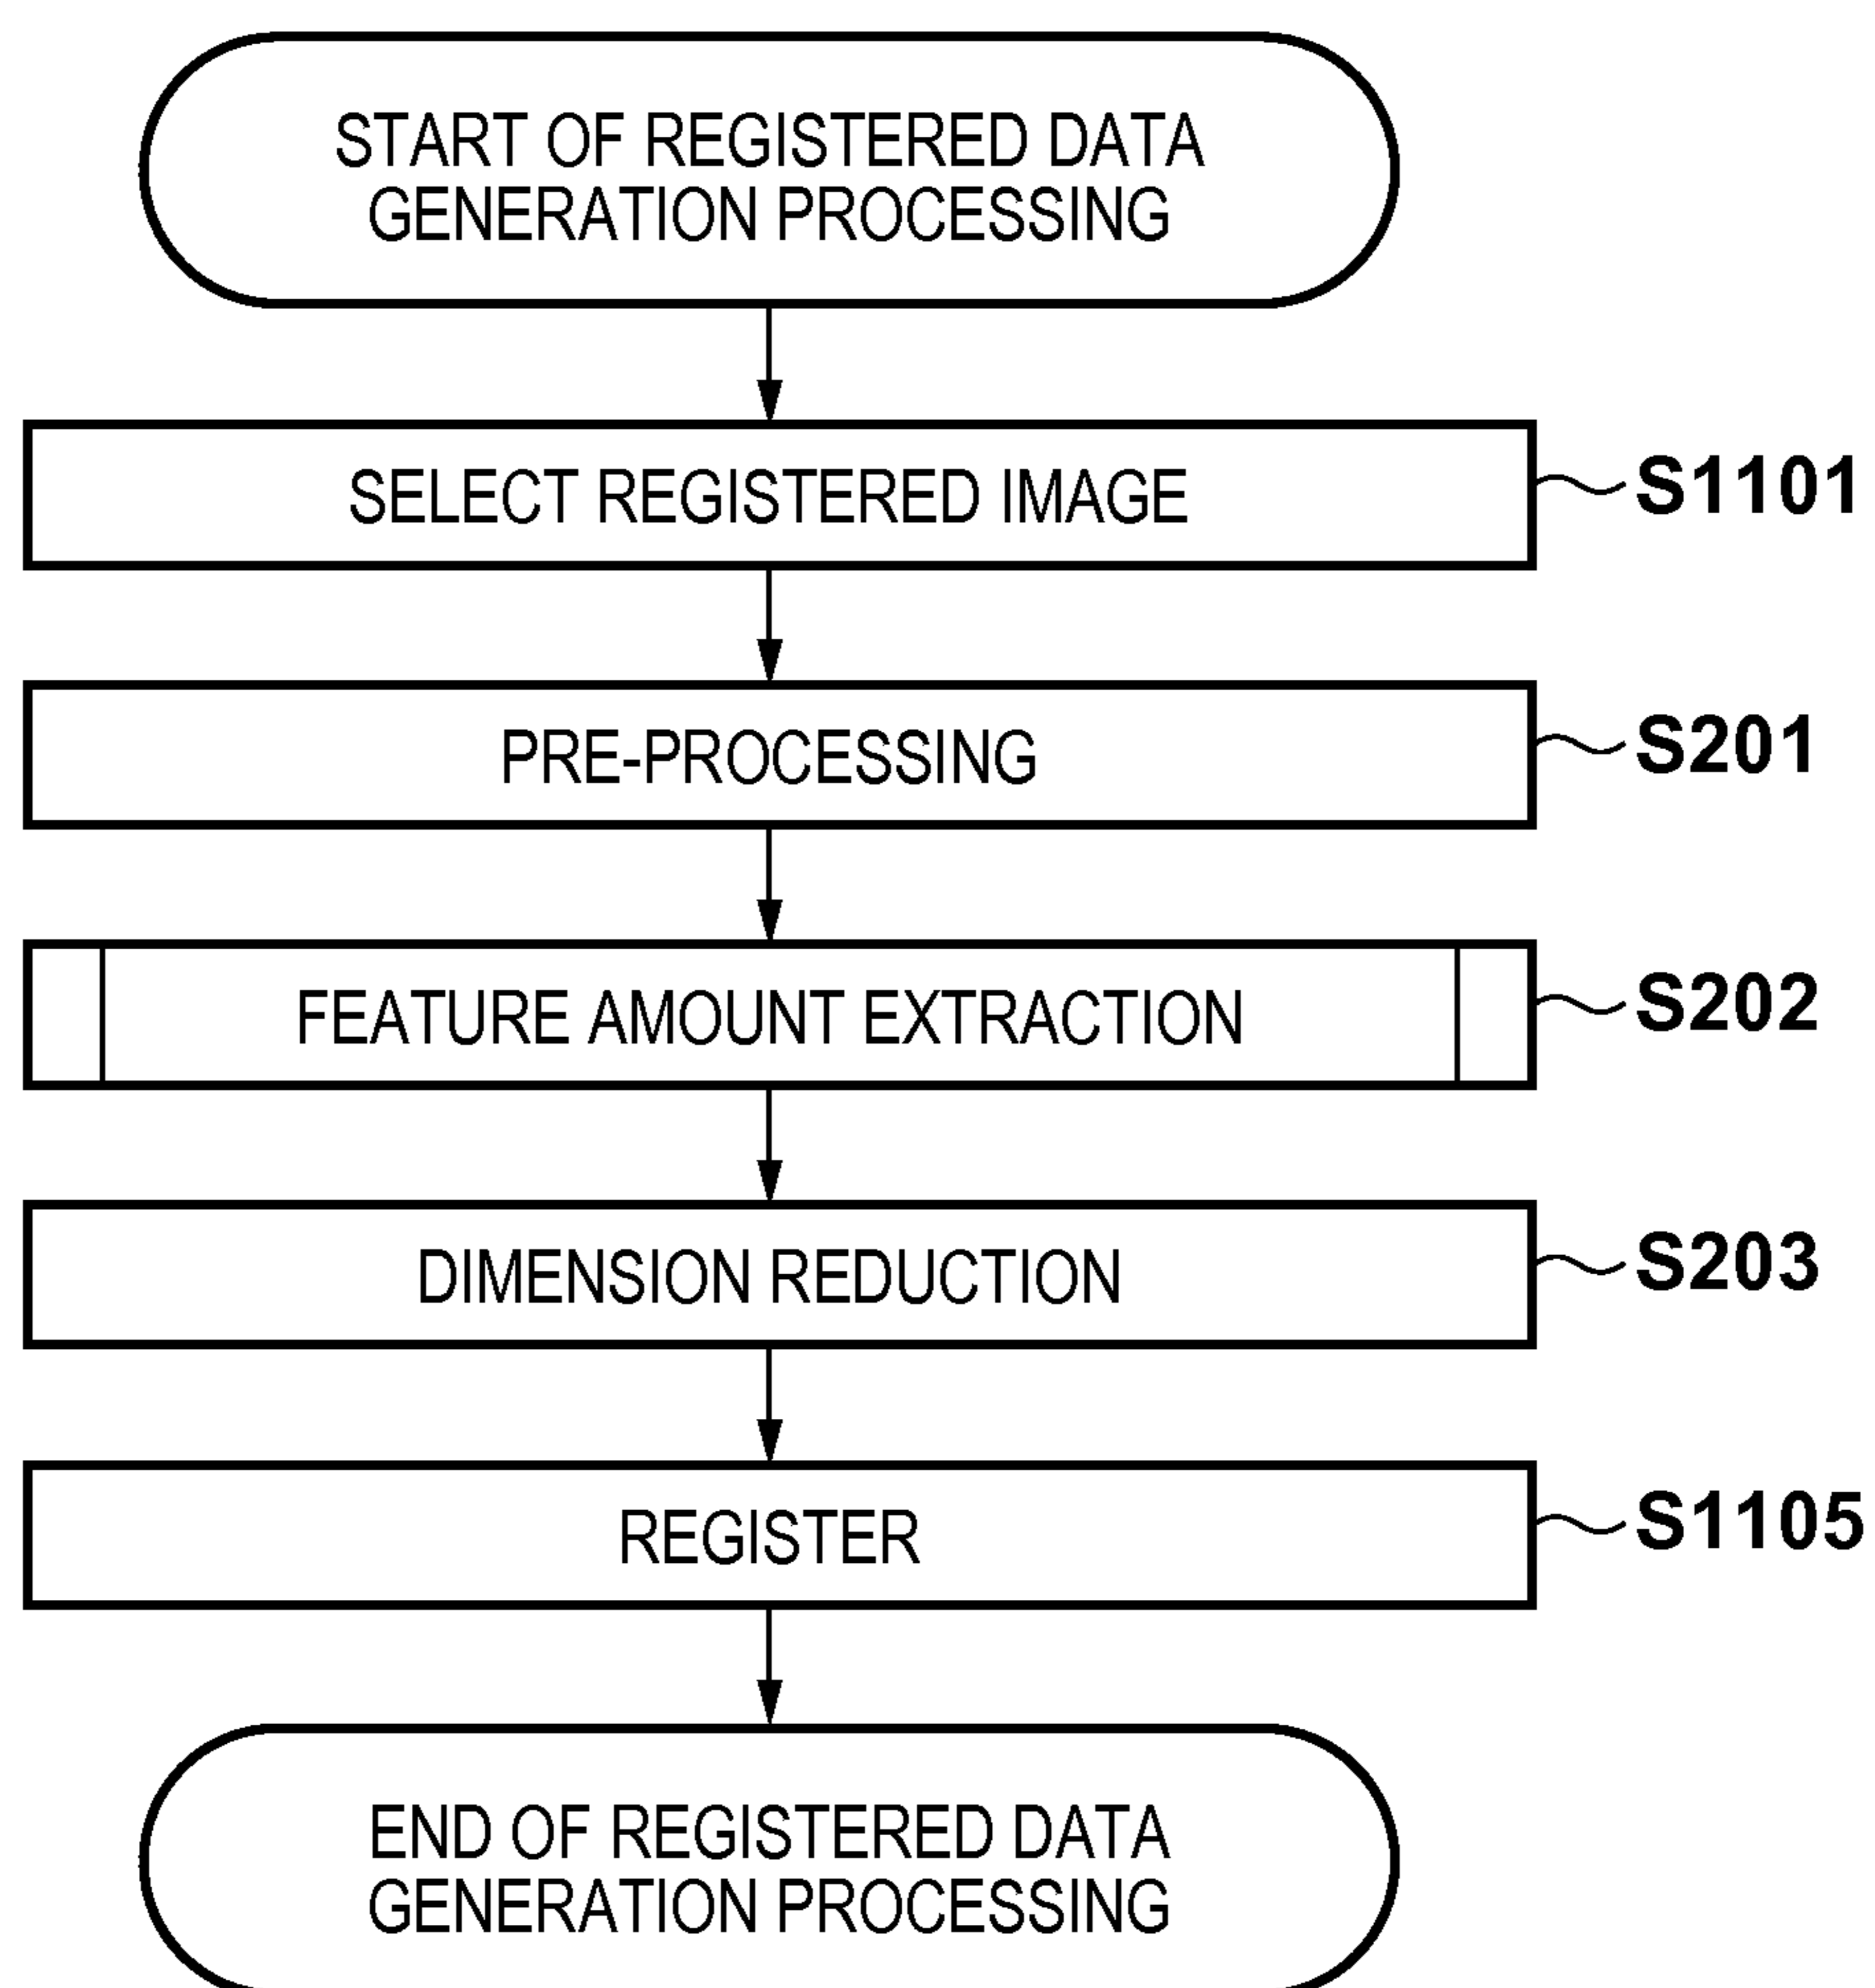 START OF REGISTERED DATA
GENERATION PROCESSING
SELECT REGISTERED IMAGE
S1101
PRE-PROCESSING
S201
FEATURE AMOUNT EXTRACTION
S202
DIMENSION REDUCTION
S203
REGISTER
S1105
END OF REGISTERED DATA
GENERATION PROCESSING